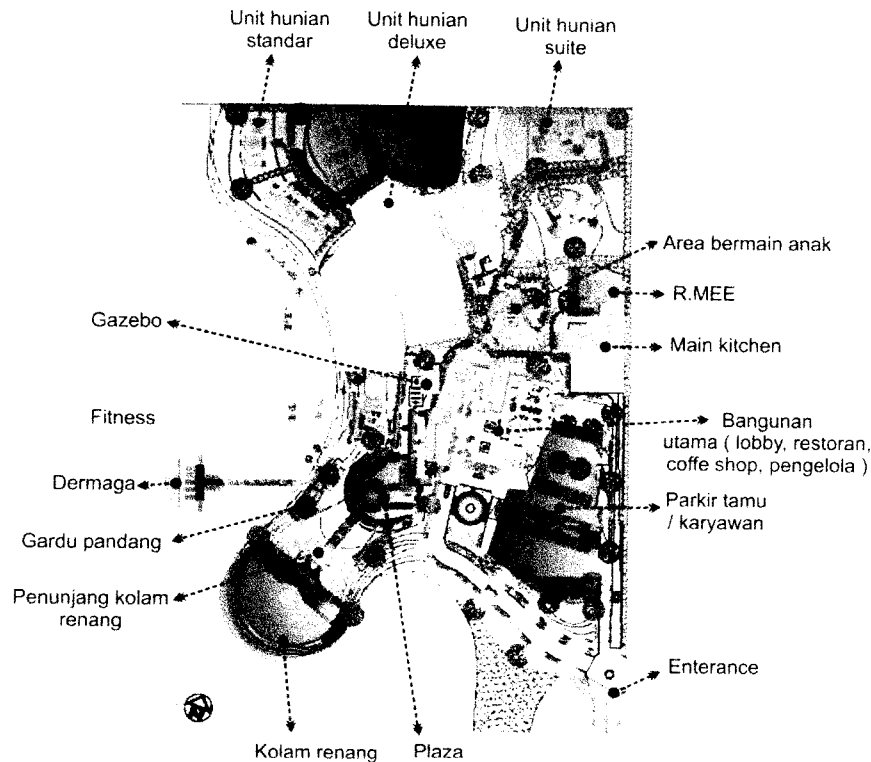 Unit hunian
standar
Unit hunian
deluxe
Unit hunian
suite
Area bermain anak
R.MEE
Gazebo
Main kitchen
Fitness
Bangunan
utama ( lobby, restoran,
coffe shop, pengelola )
Dermaga
Parkir tamu
/ karyawan
Gardu pandang
Penunjang kolam
renang
Enterance
Kolam renang
Plaza